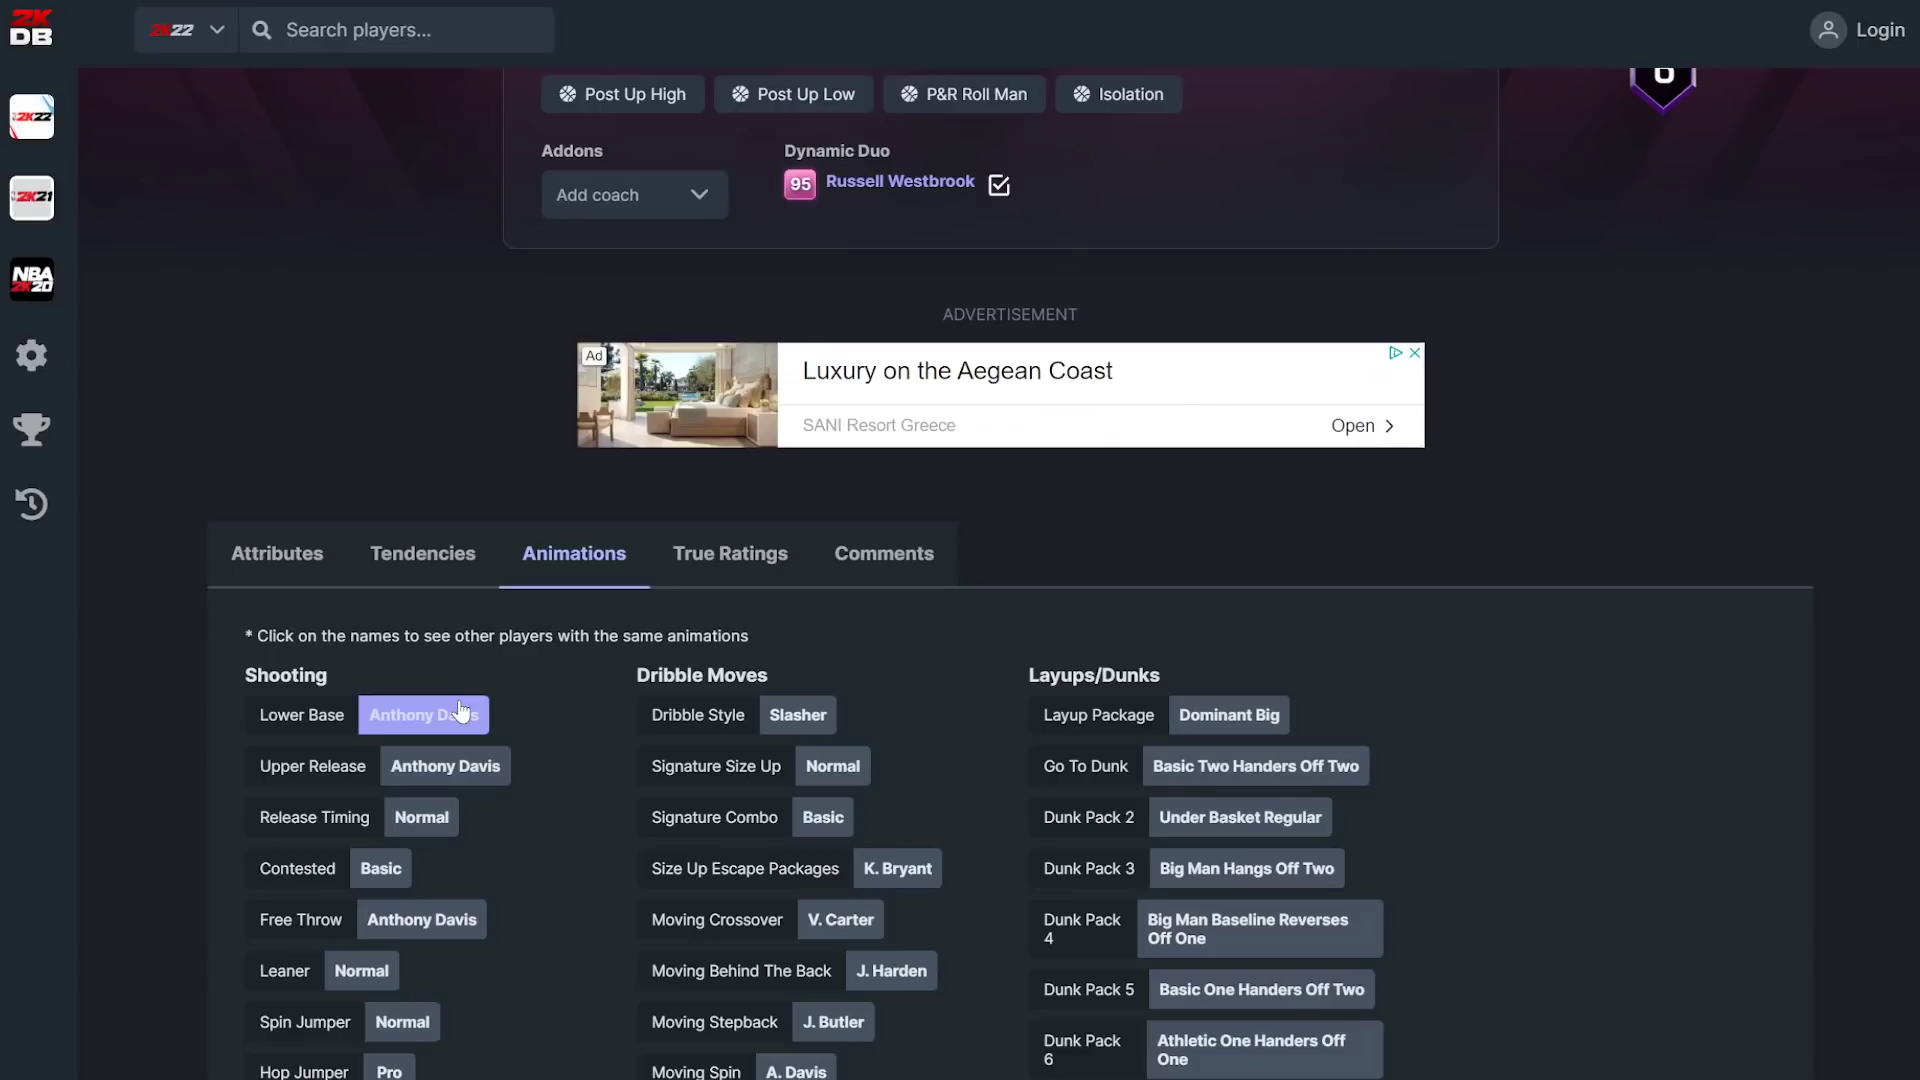 2K
DB
2K22
Search players...
Login
2K22
2K21
NBA
2K20
Post Up High
Post Up Low
P&R Roll Man
Isolation
6
Addons
Add coach
Dynamic Duo
95 Russell Westbrook
ADVERTISEMENT
Ad
Luxury on the Aegean Coast
SANI Resort Greece
Open
Attributes
Tendencies
Animations
True Ratings
Comments
* Click on the names to see other players with the same animations
Shooting
Lower Base Anthony Davis
Upper Release Anthony Davis
Release Timing Normal
Contested Basic
Free Throw Anthony Davis
Leaner Normal
Spin Jumper Normal
Hop Jumper Pro
Dribble Moves
Dribble Style Slasher
Signature Size Up Normal
Signature Combo Basic
Size Up Escape Packages K. Bryant
Moving Crossover V. Carter
Moving Behind The Back J. Harden
Moving Stepback J. Butler
Moving Spin A. Davis
Layups/Dunks
Layup Package Dominant Big
Go To Dunk Basic Two Handers Off Two
Dunk Pack 2 Under Basket Regular
Dunk Pack 3 Big Man Hangs Off Two
Dunk Pack
4
Big Man Baseline Reverses
Off One
Dunk Pack 5 Basic One Handers Off Two
Dunk Pack
6
Athletic One Handers Off
One